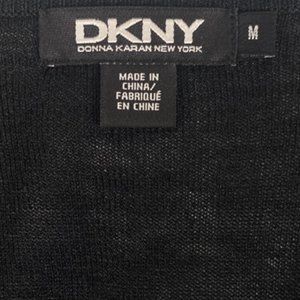 DKNY
DONNA KARAN NEW YORK
M
MADE IN
CHINA/
FABRIQUÉ
EN CHINE